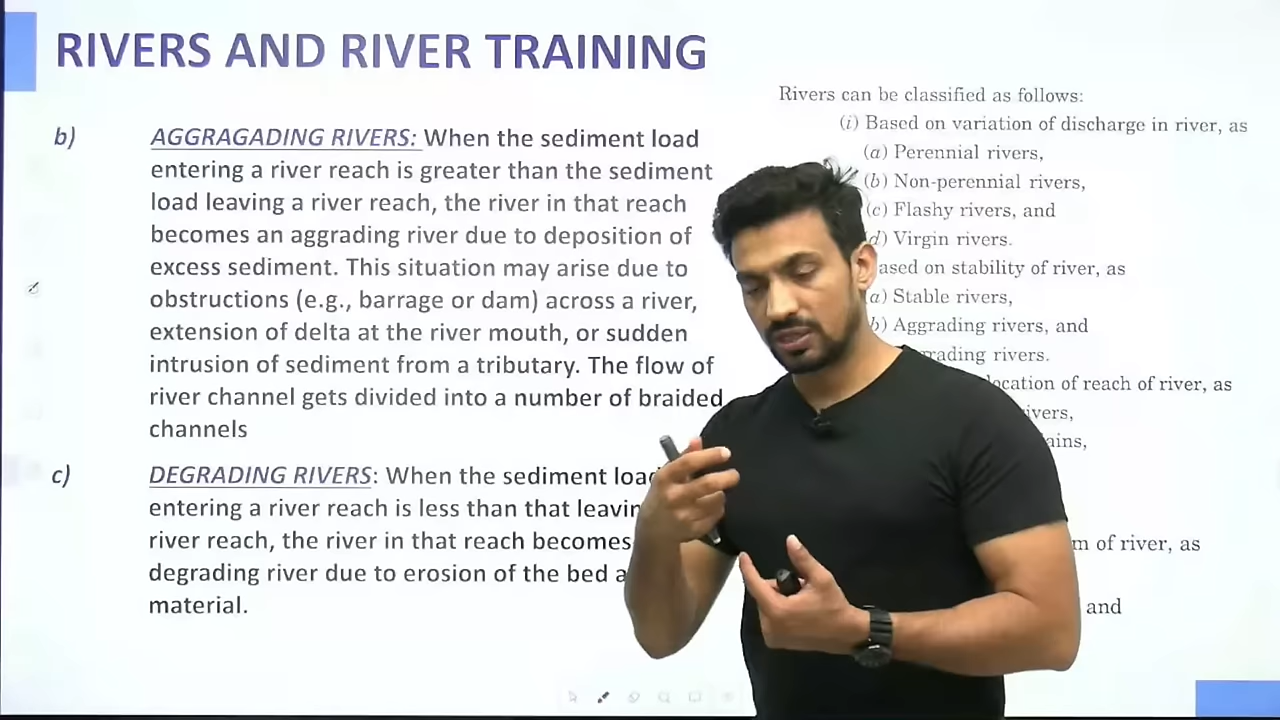 RIVERS AND RIVER TRAINING
b) AGGRAGADING RIVERS: When the sediment load
entering a river reach is greater than the sediment
load leaving a river reach, the river in that reach
becomes an aggrading river due to deposition of
excess sediment. This situation may arise due to
obstructions (e.g., barrage or dam) across a river,
extension of delta at the river mouth, or sudden
intrusion of sediment from a tributary. The flow of
river channel gets divided into a number of braided
channels
c) DEGRADING RIVERS: When the sediment
entering a river reach is less than that
river reach, the river in that reach becomes
degrading river due to erosion of the bed
material.
Rivers can be classified as follows:
(i) Based on variation of discharge in river, as
(a) Perennial rivers,
(b) Non-perennial rivers,
(c) Flashy rivers, and
d) Virgin rivers.
ased on stability of river, as
(a) Stable rivers,
b) Aggrading rivers, and
rading rivers.
location of reach of river, as
ivers,
ains,
m of river, as
and